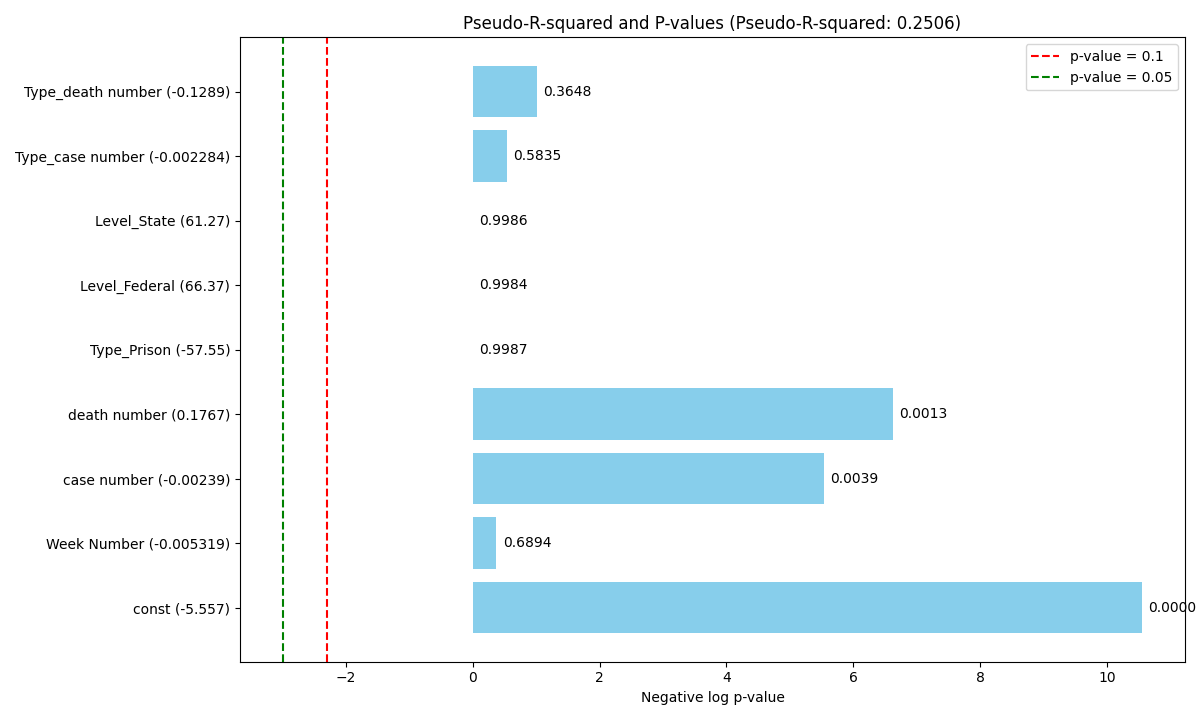 Pseudo-R-squared and P-values (Pseudo-R-squared: 0.2506)
p-value = 0.1
p-value = 0.05
Type_death number (-0.1289)
0.3648
Type_case number (-0.002284)
0.5835
Level_State (61.27)
0.9986
Level_Federal (66.37)
0.9984
Type_Prison (-57.55)
0.9987
death number (0.1767)
0.0013
case number (-0.00239)
0.0039
Week Number (-0.005319)
0.6894
const (-5.557)
0.0000
−2 0 2 4 6 8 10
Negative log p-value